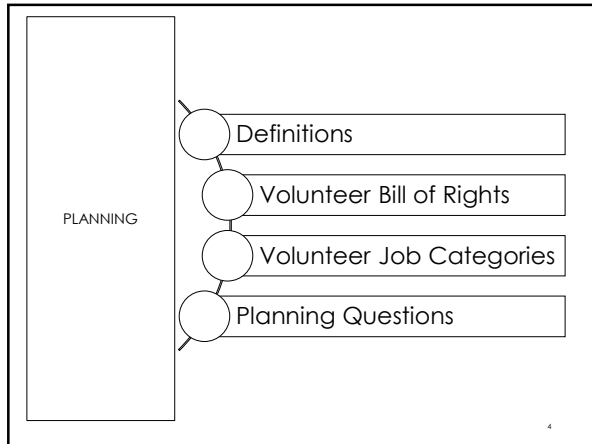 PLANNING
Definitions
Volunteer Bill of Rights
Volunteer Job Categories
Planning Questions
4